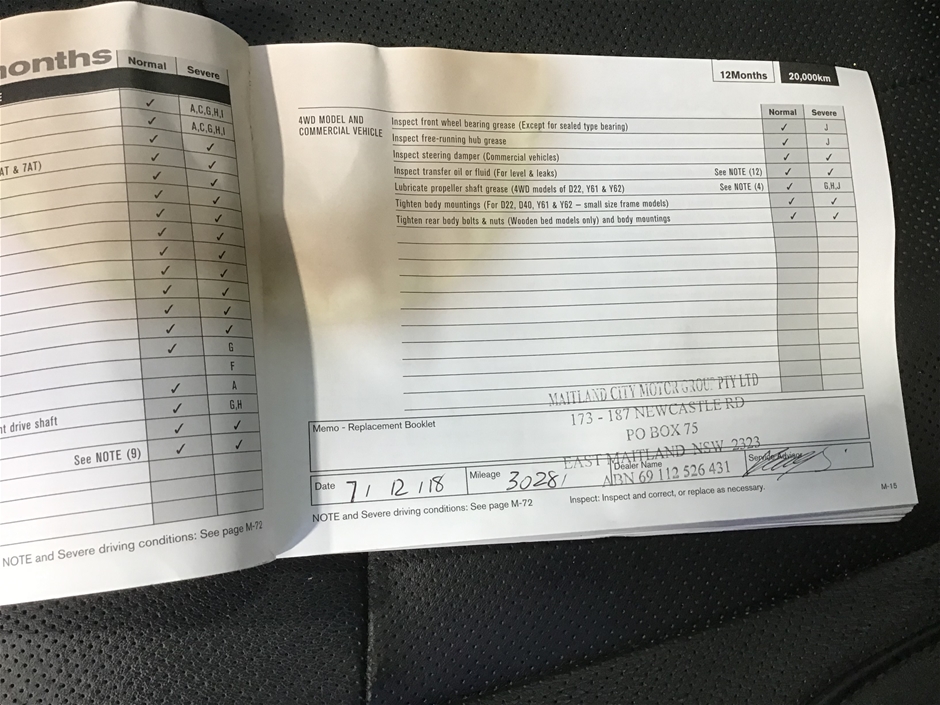 onths
Normal Severe
✓ A,C,G,H,I
✓ A,C,G,H,I
✓ ✓
AT & 7AT) ✓ ✓
✓ ✓
✓ ✓
✓ ✓
✓ ✓
✓ ✓
✓ ✓
✓ ✓
✓ ✓
✓ ✓
✓ G
F
✓ A
nt drive shaft ✓ G,H
✓ ✓
See NOTE (9) ✓ ✓
NOTE and Severe driving conditions: See page M-72
12Months 20,000km
Normal Severe
4WD MODEL AND
COMMERCIAL VEHICLE
Inspect front wheel bearing grease (Except for sealed type bearing) ✓ J
Inspect free-running hub grease ✓ J
Inspect steering damper (Commercial vehicles) ✓ ✓
Inspect transfer oil or fluid (For level & leaks) See NOTE (12) ✓ ✓
Lubricate propeller shaft grease (4WD models of D22, Y61 & Y62) See NOTE (4) ✓ G,H,J
Tighten body mountings (For D22, D40, Y61 & Y62 – small size frame models) ✓ ✓
Tighten rear body bolts & nuts (Wooden bed models only) and body mountings ✓ ✓
MAITLAND CITY MOTOR GROUP PTY LTD
173 - 187 NEWCASTLE RD
PO BOX 75
EAST MAITLAND NSW 2323
ABN 69 112 526 431
Memo - Replacement Booklet
Date 7/ 12 /18 Mileage 30281 Dealer Name Service Advisor
NOTE and Severe driving conditions: See page M-72 Inspect: Inspect and correct, or replace as necessary.
M-15